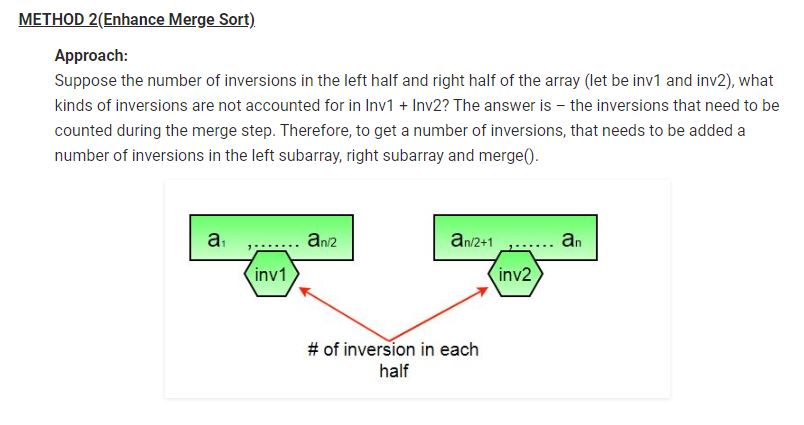 METHOD 2(Enhance Merge Sort)
Approach:
Suppose the number of inversions in the left half and right half of the array (let be inv1 and inv2), what
kinds of inversions are not accounted for in Inv1 + Inv2? The answer is – the inversions that need to be
counted during the merge step. Therefore, to get a number of inversions, that needs to be added a
number of inversions in the left subarray, right subarray and merge().
a1 ,....... an/2
an/2+1 ,...... an
inv1
inv2
# of inversion in each
half